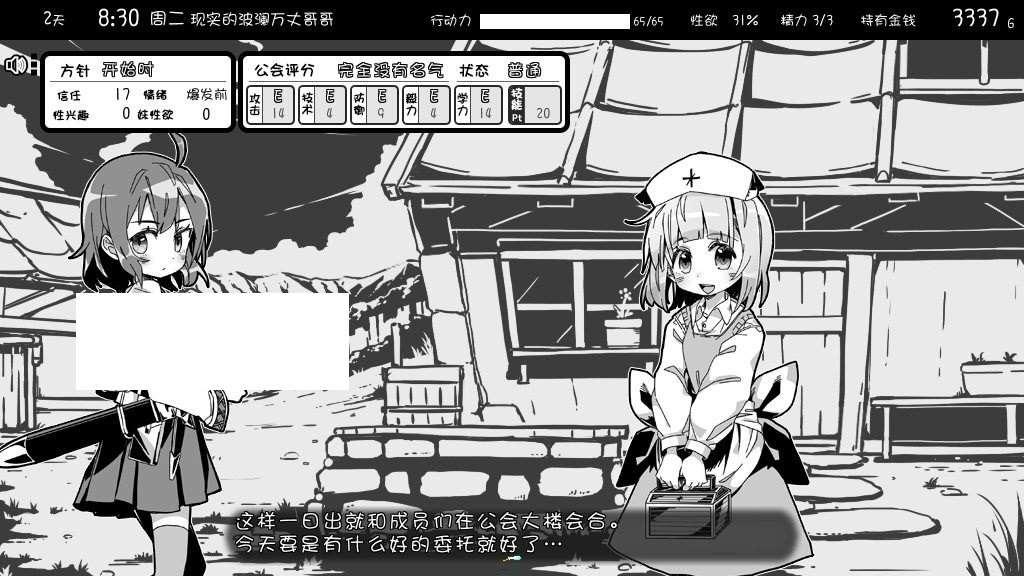 2天 8:30 周二 现实的波澜万丈哥哥 行动力 65/65 性欲 31% 精力 3/3 持有金钱 3337 G
方针 开始时
信任 17 情绪 爆发前
性兴趣 0 妹性欲 0
公会评分 完全没有名气 状态 普通
攻击 E 14 技术 E 4 防御 E 9 毅力 E 4 学力 E 14 技能Pt 20
这样一日出就和成员们在公会大楼会合。
今天要是有什么好的委托就好了…